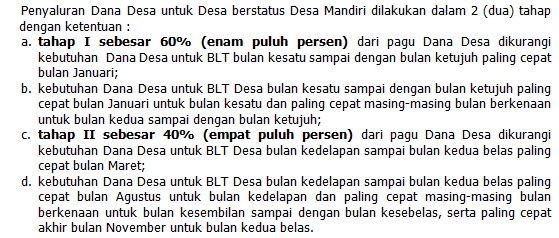 Penyaluran Dana Desa untuk Desa berstatus Desa Mandiri dilakukan dalam 2 (dua) tahap
dengan ketentuan :
a. tahap I sebesar 60% (enam puluh persen) dari pagu Dana Desa dikurangi
kebutuhan Dana Desa untuk BLT bulan kesatu sampai dengan bulan ketujuh paling cepat
bulan Januari;
b. kebutuhan Dana Desa untuk BLT Desa bulan kesatu sampai dengan bulan ketujuh paling
cepat bulan Januari untuk bulan kesatu dan paling cepat masing-masing bulan berkenaan
untuk bulan kedua sampai dengan bulan ketujuh;
c. tahap II sebesar 40% (empat puluh persen) dari pagu Dana Desa dikurangi
kebutuhan Dana Desa untuk BLT Desa bulan kedelapan sampai bulan kedua belas paling
cepat bulan Maret;
d. kebutuhan Dana Desa untuk BLT Desa bulan kedelapan sampai bulan kedua belas paling
cepat bulan Agustus untuk bulan kedelapan dan paling cepat masing-masing bulan
berkenaan untuk bulan kesembilan sampai dengan bulan kesebelas, serta paling cepat
akhir bulan November untuk bulan kedua belas.